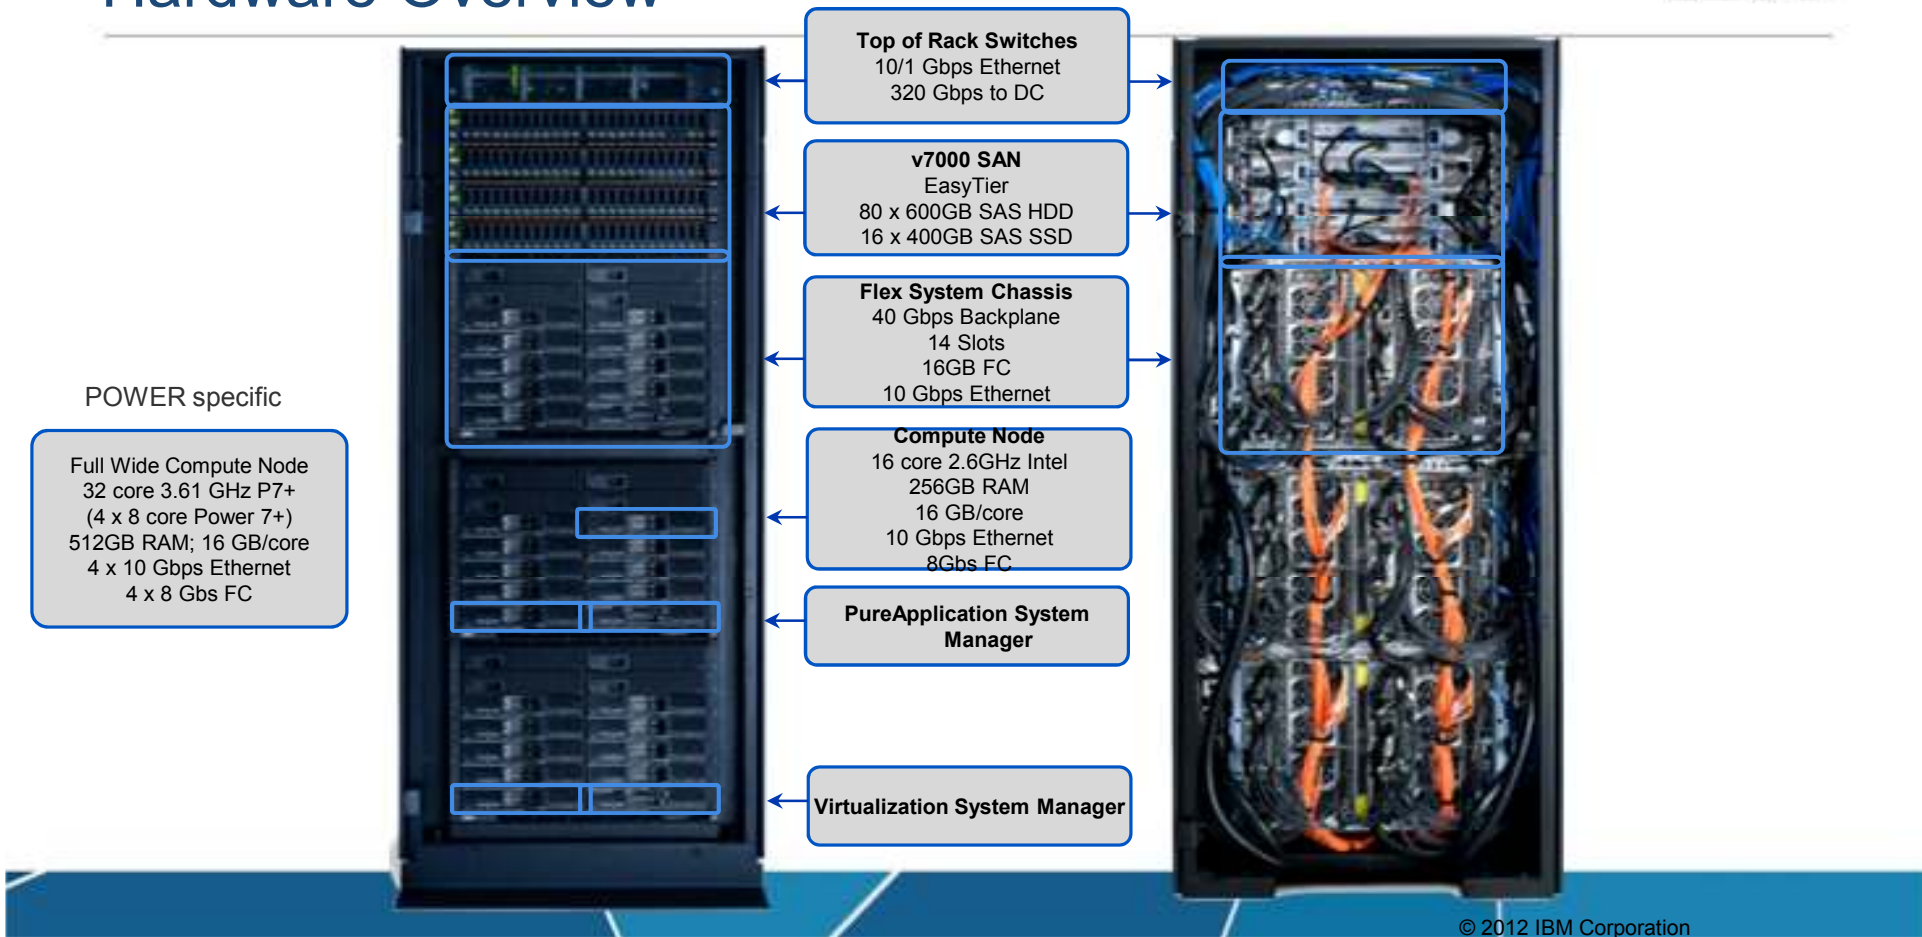 Hardware Overview
Top of Rack Switches
10/1 Gbps Ethernet
320 Gbps to DC
v7000 SAN
EasyTier
80 x 600GB SAS HDD
16 x 400GB SAS SSD
Flex System Chassis
40 Gbps Backplane
14 Slots
16GB FC
10 Gbps Ethernet
POWER specific
Full Wide Compute Node
32 core 3.61 GHz P7+
(4 x 8 core Power 7+)
512GB RAM; 16 GB/core
4 x 10 Gbps Ethernet
4 x 8 Gbs FC
Compute Node
16 core 2.6GHz Intel
256GB RAM
16 GB/core
10 Gbps Ethernet
8Gbs FC
PureApplication System
Manager
Virtualization System Manager
© 2012 IBM Corporation